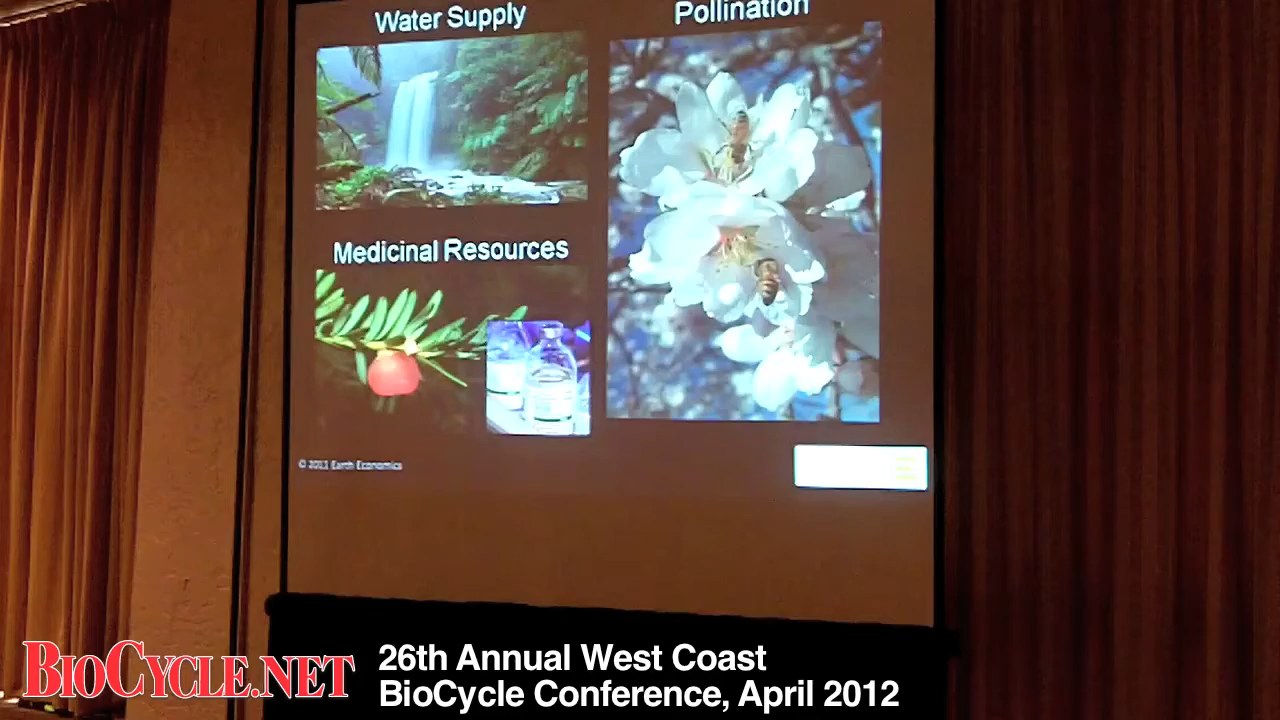 Water Supply
Pollination
Medicinal Resources
© 2011 Earth Economics
BIOCYCLE.NET
26th Annual West Coast
BioCycle Conference, April 2012